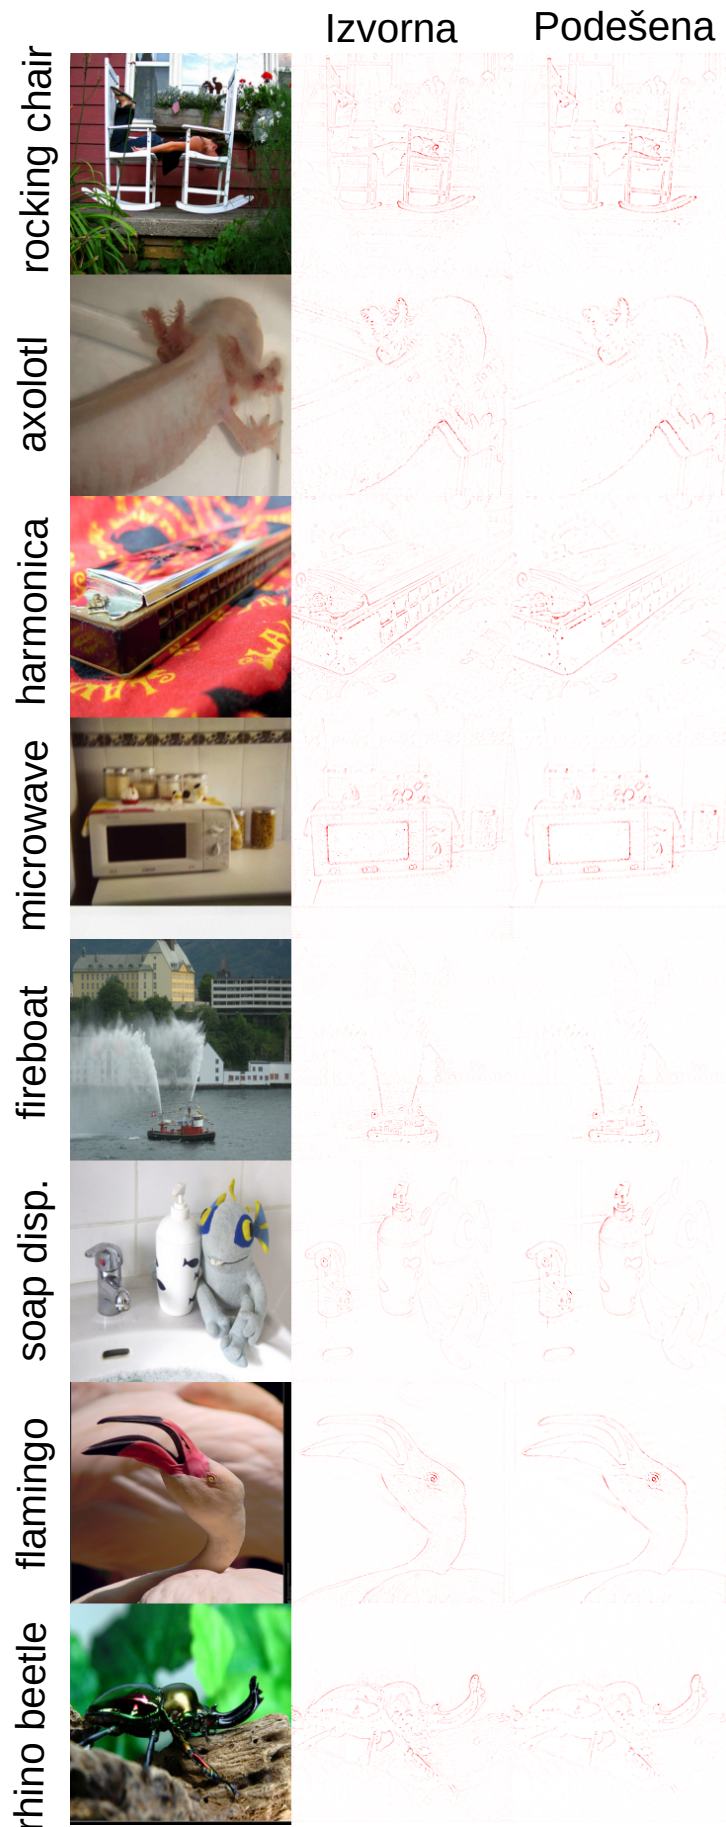 Izvorna Podešena
rocking chair
axolotl
harmonica
microwave
fireboat
soap disp.
flamingo
rhino beetle